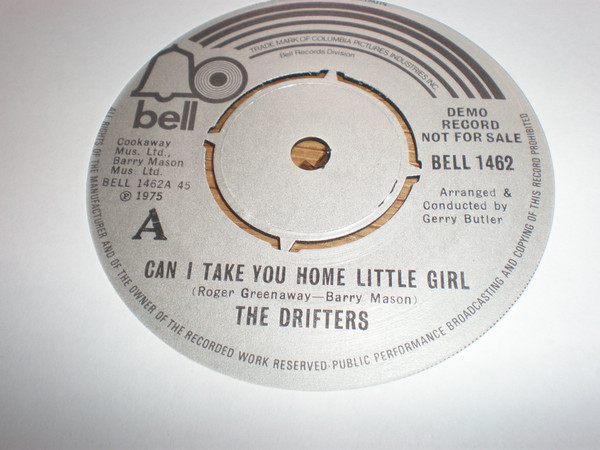 TRADE MARK OF COLUMBIA PICTURES INDUSTRIES INC.
Bell Records Division
bell
Cookaway
Mus. Ltd.,
Barry Mason
Mus. Ltd.
BELL 1462A 45
℗ 1975
A
DEMO
RECORD
NOT FOR SALE
BELL 1462
Arranged &
Conducted by
Gerry Butler
CAN I TAKE YOU HOME LITTLE GIRL
(Roger Greenaway—Barry Mason)
THE DRIFTERS
ALL RIGHTS OF THE MANUFACTURER AND OF THE OWNER OF THE RECORDED WORK RESERVED·PUBLIC PERFORMANCE BROADCASTING AND COPYING OF THIS RECORD PROHIBITED